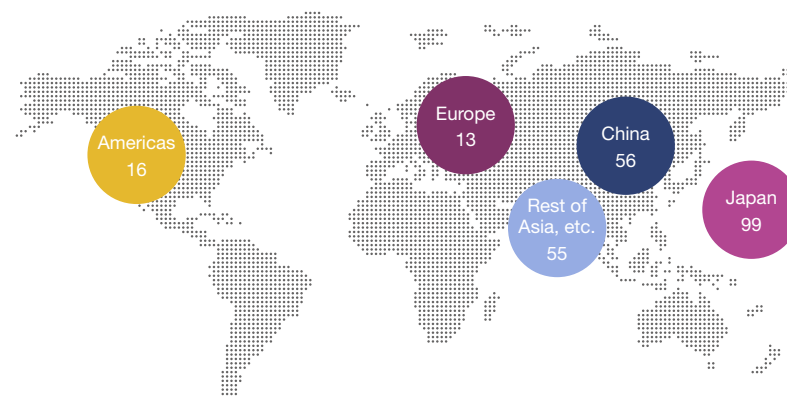 Americas
16
Europe
13
China
56
Rest of
Asia, etc.
55
Japan
99